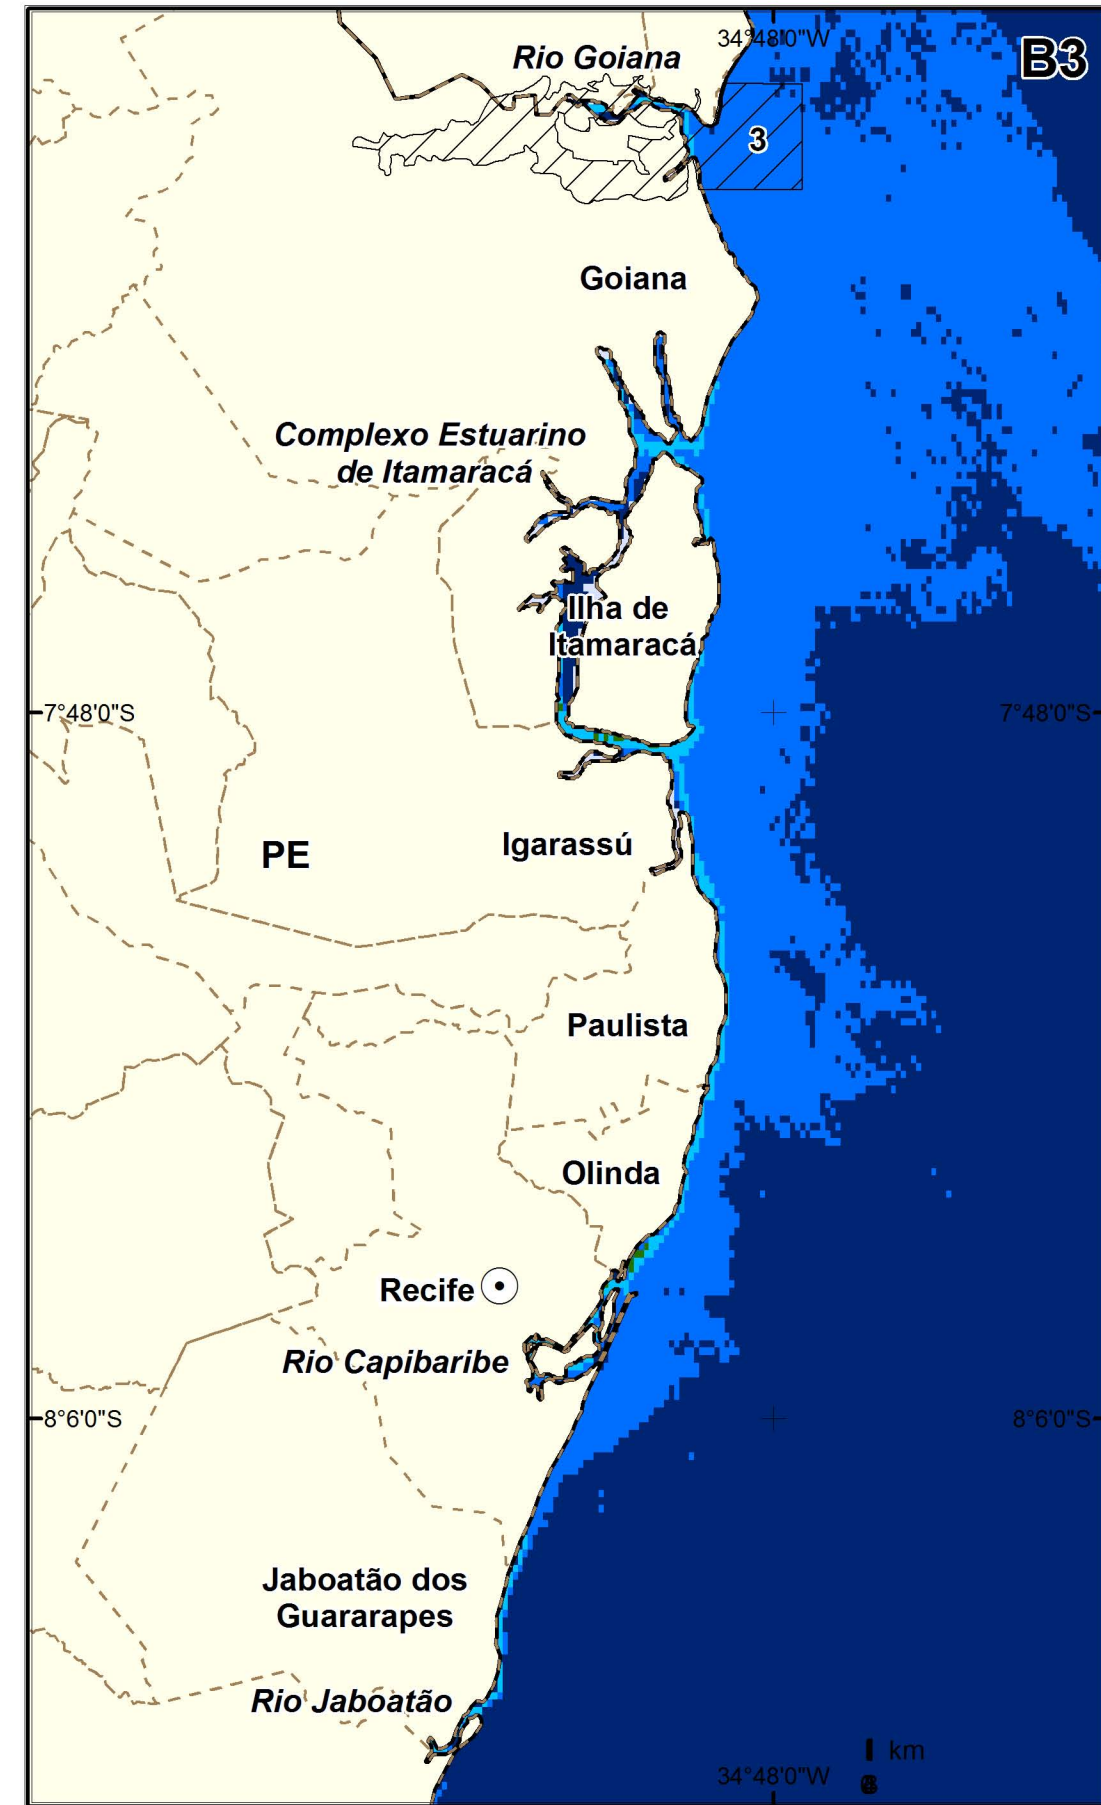 34°48'0"W
B3
Rio Goiana
3
Goiana
Complexo Estuarino
de Itamaracá
Ilha de
Itamaracá
7°48'0"S
7°48'0"S
Igarassú
PE
Paulista
Olinda
Recife
Rio Capibaribe
8°6'0"S
8°6'0"S
Jaboatão dos
Guararapes
Rio Jaboatão
km
34°48'0"W